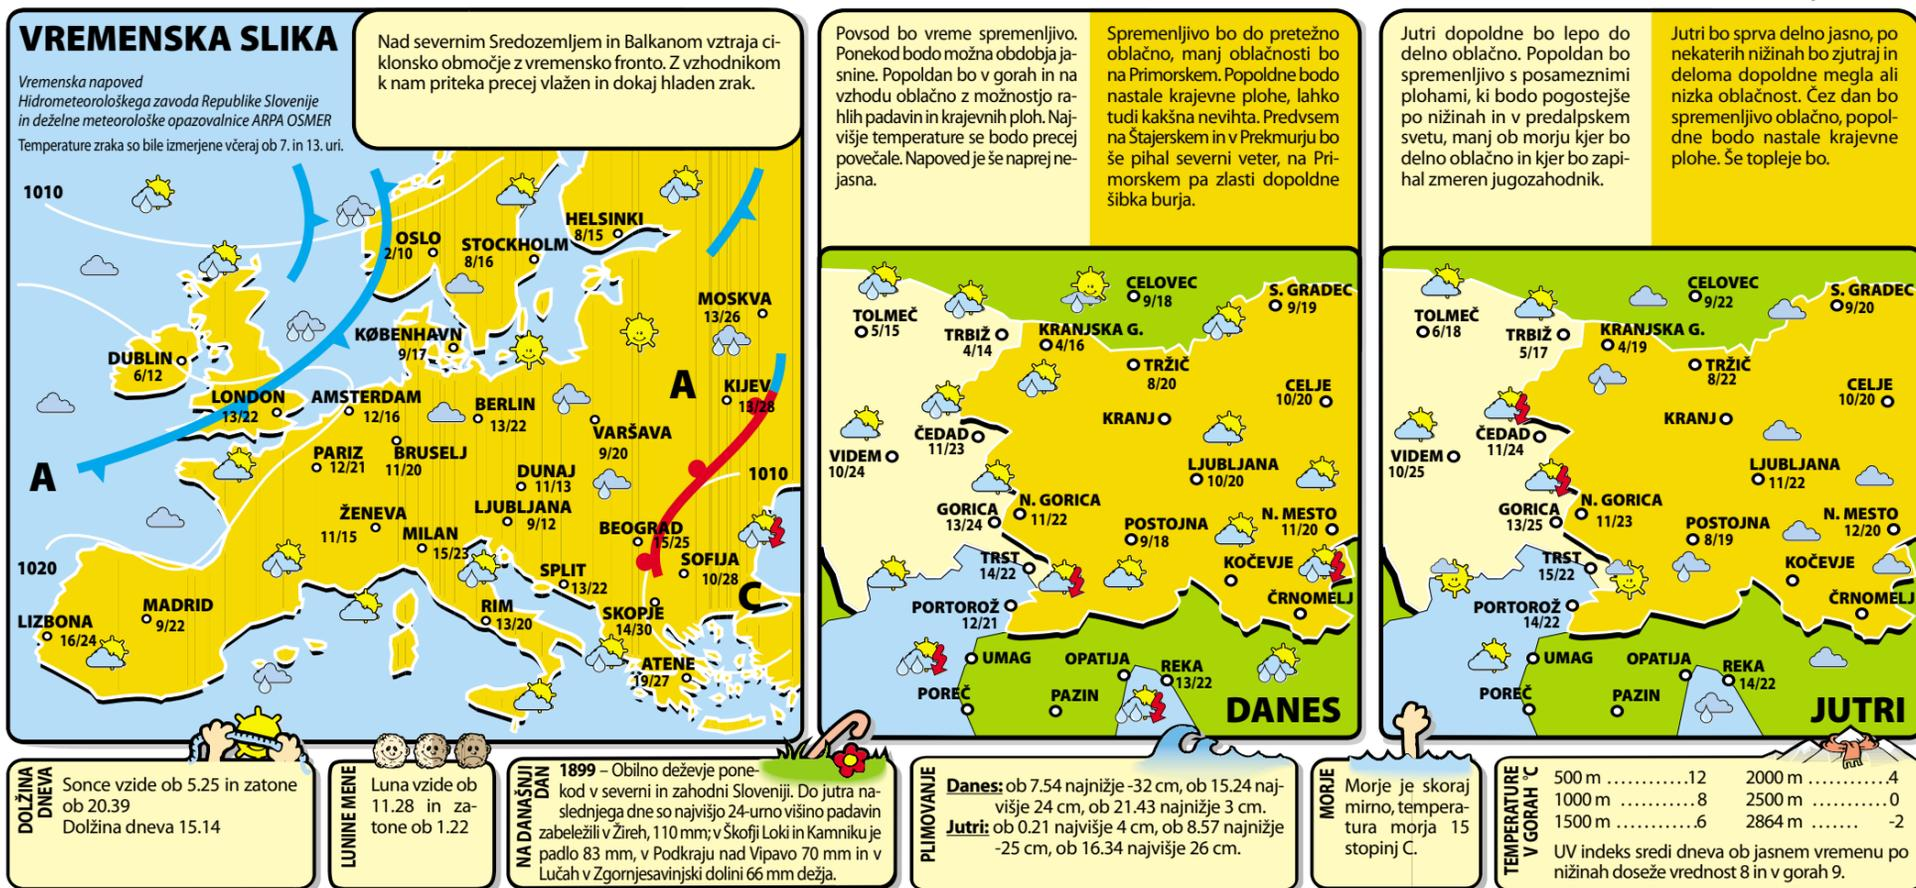 VREMENSKA SLIKA
Vremenska napoved
Hidrometeorološkega zavoda Republike Slovenije
in deželne meteorološke opazovalnice ARPA OSMER
Temperature zraka so bile izmerjene včeraj ob 7. in 13. uri.
Nad severnim Sredozemljem in Balkanom vztraja ci-
klonsko območje z vremensko fronto. Z vzhodnikom
k nam priteka precej vlažen in dokaj hladen zrak.
1010
HELSINKI
8/15
OSLO
2/10
STOCKHOLM
8/16
MOSKVA
13/26
KØBENHAVN
9/17
DUBLIN
6/12
A
KIJEV
13/28
LONDON
13/22
AMSTERDAM
12/16
BERLIN
13/22
VARŠAVA
9/20
PARIZ
12/21
BRUSELJ
11/20
A
DUNAJ
11/13
1010
ŽENEVA
11/15
LJUBLJANA
9/12
MILAN
15/23
BEOGRAD
15/25
SOFIJA
10/28
1020
SPLIT
13/22
C
MADRID
9/22
LIZBONA
16/24
RIM
13/20
SKOPJE
14/30
ATENE
19/27
Povsod bo vreme spremenljivo.
Ponekod bodo možna obdobja ja-
snine. Popoldan bo v gorah in na
vzhodu oblačno z možnostjo ra-
hlih padavin in krajevnih ploh. Naj-
višje temperature se bodo precej
povečale. Napoved je še naprej ne-
jasna.
Spremenljivo bo do pretežno
oblačno, manj oblačnosti bo
na Primorskem. Popoldne bodo
nastale krajevne plohe, lahko
tudi kakšna nevihta. Predvsem
na Štajerskem in v Prekmurju bo
še pihal severni veter, na Pri-
morskem pa zlasti dopoldne
šibka burja.
CELOVEC
9/18
S. GRADEC
9/19
TOLMEČ
5/15
TRBIŽ
4/14
KRANJSKA G.
4/16
TRŽIČ
8/20
CELJE
10/20
KRANJ
ČEDAD
11/23
VIDEM
10/24
LJUBLJANA
10/20
GORICA
13/24
N. GORICA
11/22
POSTOJNA
9/18
N. MESTO
11/20
TRST
14/22
KOČEVJE
ČRNOMELJ
PORTOROŽ
12/21
UMAG
OPATIJA
REKA
13/22
POREČ
PAZIN
DANES
Jutri dopoldne bo lepo do
delno oblačno. Popoldan bo
spremenljivo s posameznimi
plohami, ki bodo pogostejše
po nižinah in v predalpskem
svetu, manj ob morju kjer bo
delno oblačno in kjer bo zapi-
hal zmeren jugozahodnik.
Jutri bo sprva delno jasno, po
nekaterih nižinah bo zjutraj in
deloma dopoldne megla ali
nizka oblačnost. Čez dan bo
spremenljivo oblačno, popol-
dne bodo nastale krajevne
plohe. Še topleje bo.
CELOVEC
9/22
S. GRADEC
9/20
TOLMEČ
6/18
TRBIŽ
5/17
KRANJSKA G.
4/19
TRŽIČ
8/22
CELJE
10/20
KRANJ
ČEDAD
11/24
VIDEM
10/25
LJUBLJANA
11/22
GORICA
13/25
N. GORICA
11/23
POSTOJNA
8/19
N. MESTO
12/20
TRST
15/22
KOČEVJE
ČRNOMELJ
PORTOROŽ
14/22
UMAG
OPATIJA
REKA
14/22
POREČ
PAZIN
JUTRI
DOLŽINA
DNEVA
Sonce vzide ob 5.25 in zatone
ob 20.39
Dolžina dneva 15.14
LUNINE MENE
Luna vzide ob
11.28 in za-
tone ob 1.22
NA DANAŠNJI
DAN
1899 – Obilno deževje pone-
kod v severni in zahodni Sloveniji. Do jutra na-
slednjega dne so najvišjo 24-urno višino padavin
zabeležili v Žireh, 110 mm; v Škofji Loki in Kamniku je
padlo 83 mm, v Podkraju nad Vipavo 70 mm in v
Lučah v Zgornjesavinjski dolini 66 mm dežja.
PLIMOVANJE
Danes: ob 7.54 najnižje -32 cm, ob 15.24 naj-
višje 24 cm, ob 21.43 najnižje 3 cm.
Jutri: ob 0.21 najvišje 4 cm, ob 8.57 najnižje
-25 cm, ob 16.34 najvišje 26 cm.
MORJE
Morje je skoraj
mirno, tempera-
tura morja 15
stopinj C.
TEMPERATURE
V GORAH °C
500 m ............12
1000 m ..........8
1500 m ...........6
2000 m ...........4
2500 m ...........0
2864 m ....... -2
UV indeks sredi dneva ob jasnem vremenu po
nižinah doseže vrednost 8 in v gorah 9.